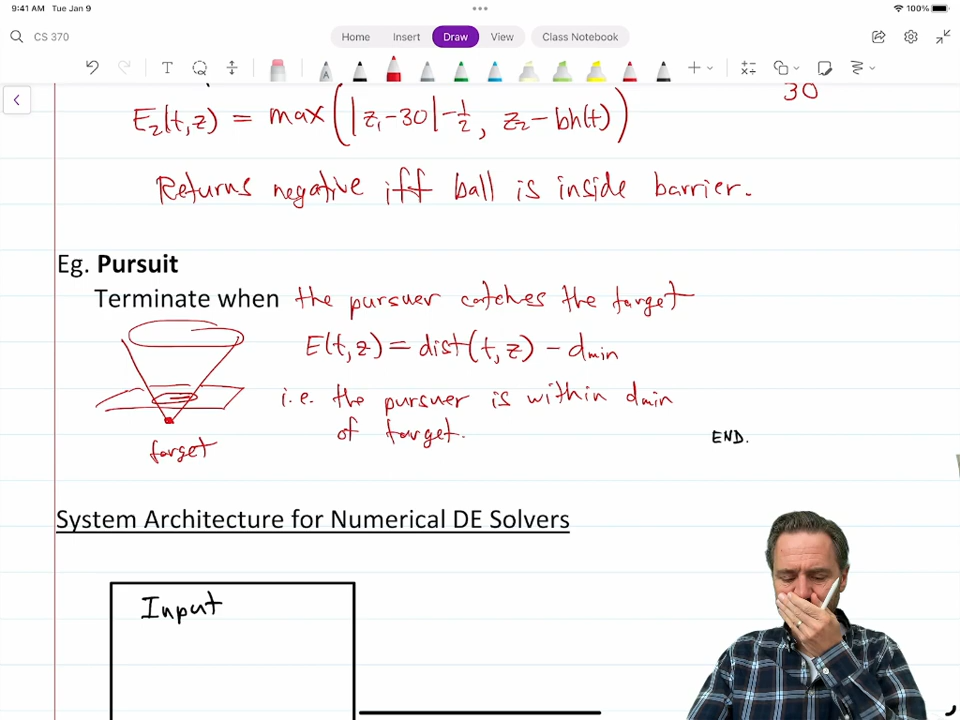 9:41 AM Tue Jan 9
100%
CS 370
Home Insert Draw View Class Notebook
30
E₂(t,z) = max(|z₁-30|-½, z₂-bh(t))
Returns negative iff ball is inside barrier.
Eg. Pursuit
Terminate when the pursuer catches the target
E(t,z) = dist(t,z) - dmin
i.e. the pursuer is within dmin
of target.
target
END.
System Architecture for Numerical DE Solvers
Input